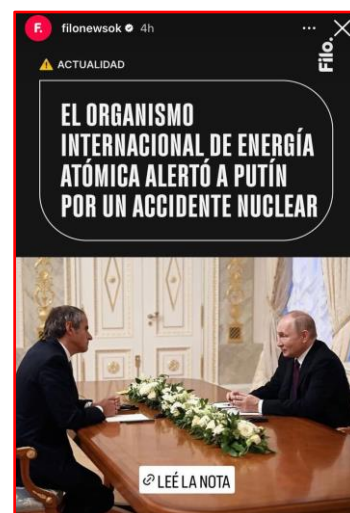 F. filonewsok 4h
Filo.
ACTUALIDAD
EL ORGANISMO
INTERNACIONAL DE ENERGÍA
ATÓMICA ALERTÓ A PUTÍN
POR UN ACCIDENTE NUCLEAR
LEÉ LA NOTA